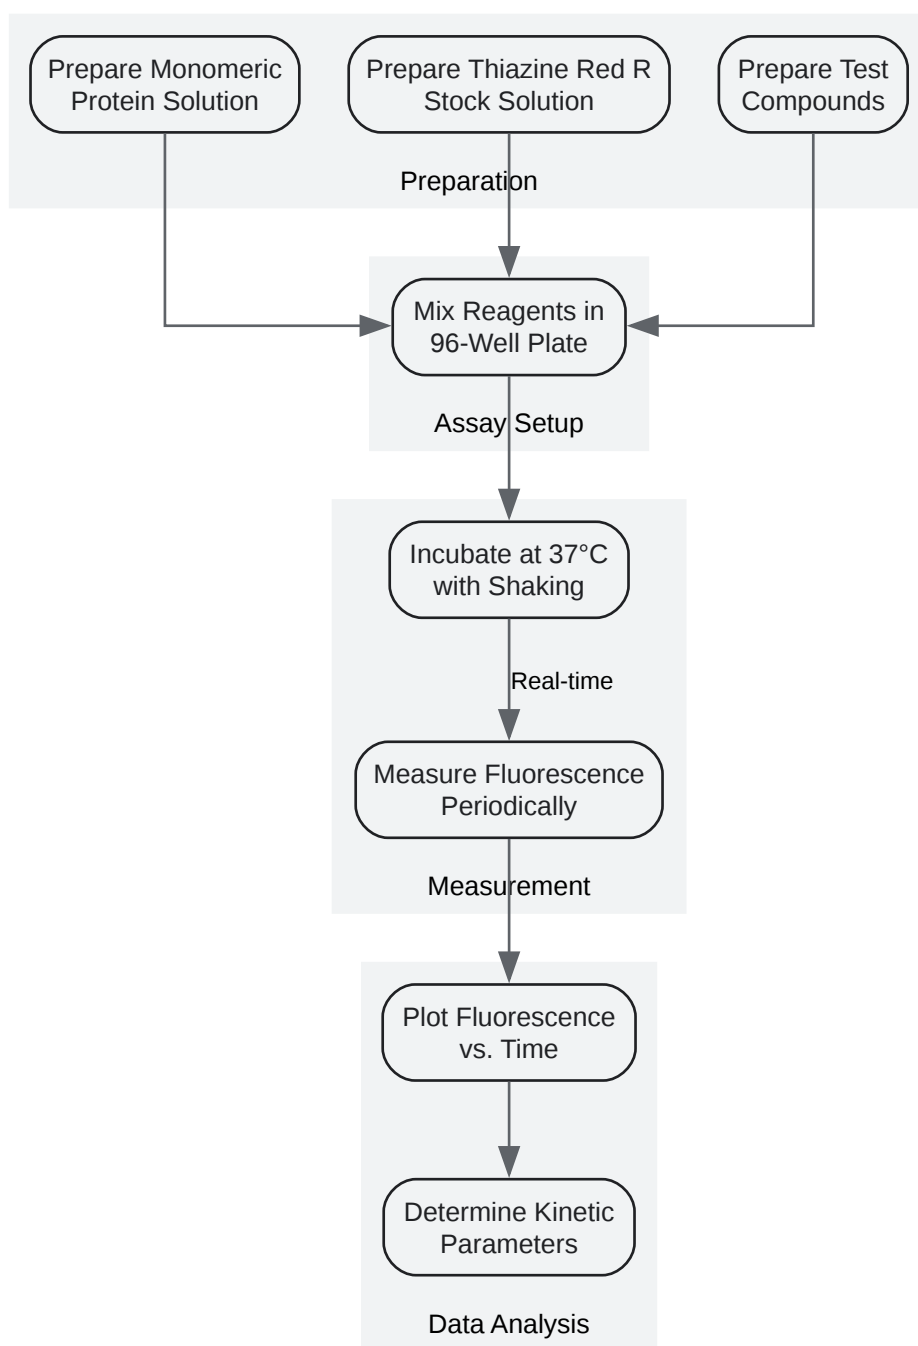 Prepare Monomeric
Protein Solution
Prepare Thiazine Red R
Stock Solution
Prepare Test
Compounds
Preparation
Mix Reagents in
96-Well Plate
Assay Setup
Incubate at 37°C
with Shaking
Real-time
Measure Fluorescence
Periodically
Measurement
Plot Fluorescence
vs. Time
Determine Kinetic
Parameters
Data Analysis